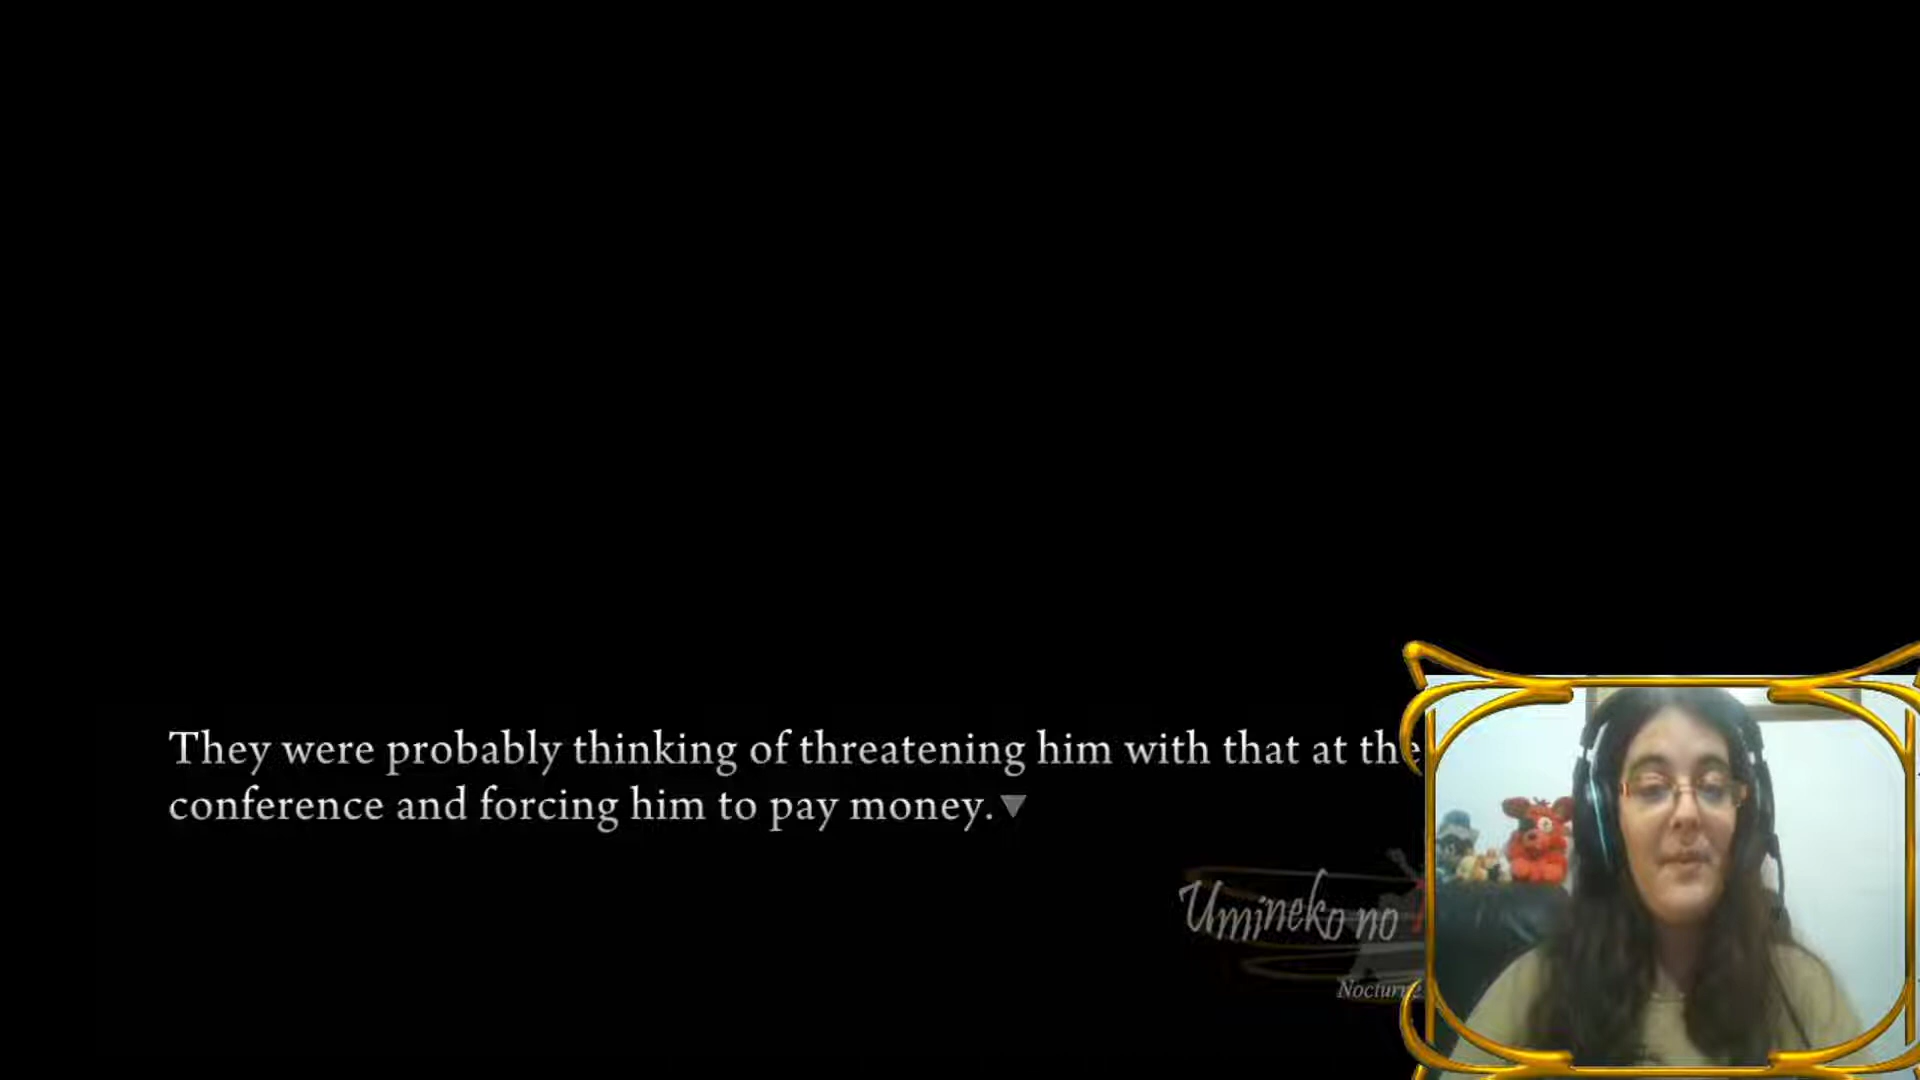 They were probably thinking of threatening him with that at the
conference and forcing him to pay money.
Umineko no
Nocturne